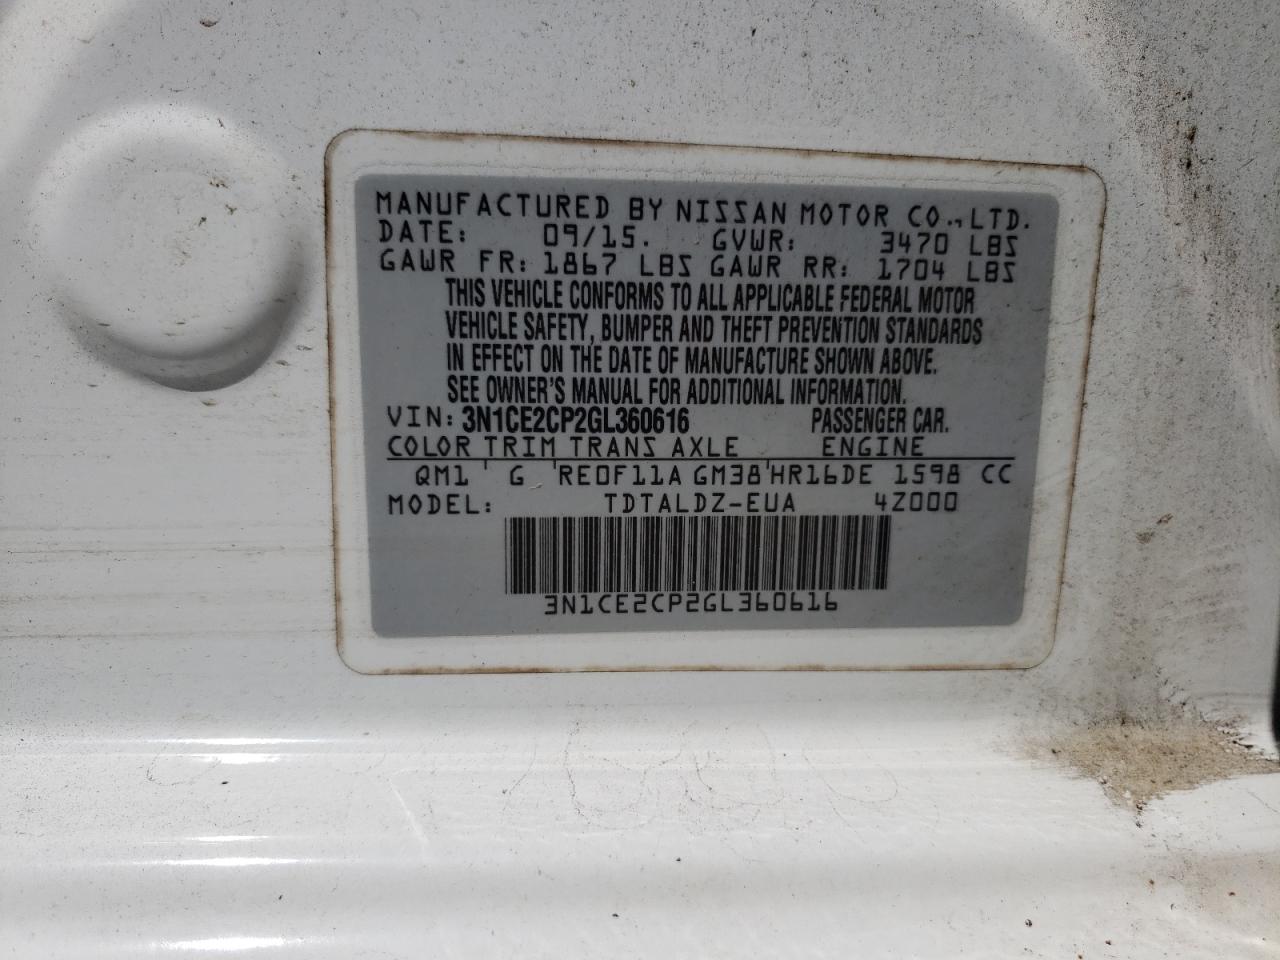 MANUFACTURED BY NISSAN MOTOR CO., LTD.
DATE: 09/15. GVWR: 3470 LBS
GAWR FR: 1867 LBS GAWR RR: 1704 LBS
THIS VEHICLE CONFORMS TO ALL APPLICABLE FEDERAL MOTOR
VEHICLE SAFETY, BUMPER AND THEFT PREVENTION STANDARDS
IN EFFECT ON THE DATE OF MANUFACTURE SHOWN ABOVE.
SEE OWNER'S MANUAL FOR ADDITIONAL INFORMATION.
VIN: 3N1CE2CP2GL360616 PASSENGER CAR.
COLOR TRIM TRANS AXLE ENGINE
QM1 ' G ' RE0F11A GM38 ' HR16DE 1598 CC
MODEL: TDTALDZ-EUA 4Z000
3N1CE2CP2GL360616